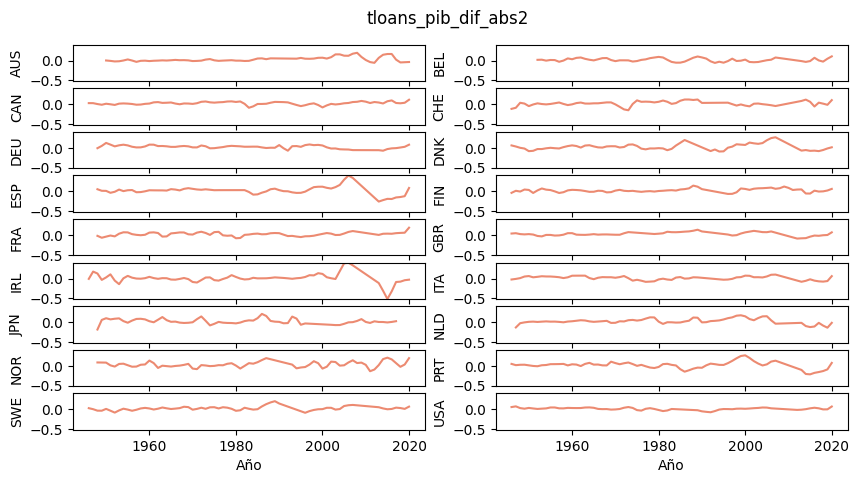 tloans_pib_dif_abs2
AUS 0.0 −0.5
BEL 0.0 −0.5
CAN 0.0 −0.5
CHE 0.0 −0.5
DEU 0.0 −0.5
DNK 0.0 −0.5
ESP 0.0 −0.5
FIN 0.0 −0.5
FRA 0.0 −0.5
GBR 0.0 −0.5
IRL 0.0 −0.5
ITA 0.0 −0.5
JPN 0.0 −0.5
NLD 0.0 −0.5
NOR 0.0 −0.5
PRT 0.0 −0.5
SWE 0.0 −0.5
USA 0.0 −0.5
1960 1980 2000 2020
1960 1980 2000 2020
Año
Año